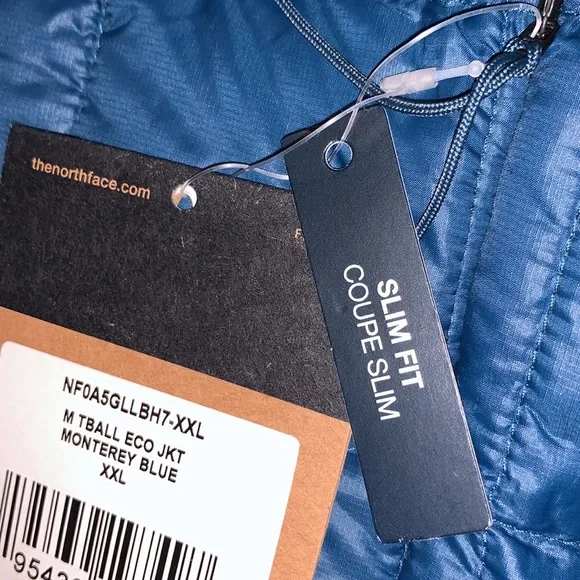 thenorthface.com
F
SLIM FIT
COUPE SLIM
NF0A5GLLBH7-XXL
M TBALL ECO JKT
MONTEREY BLUE
XXL